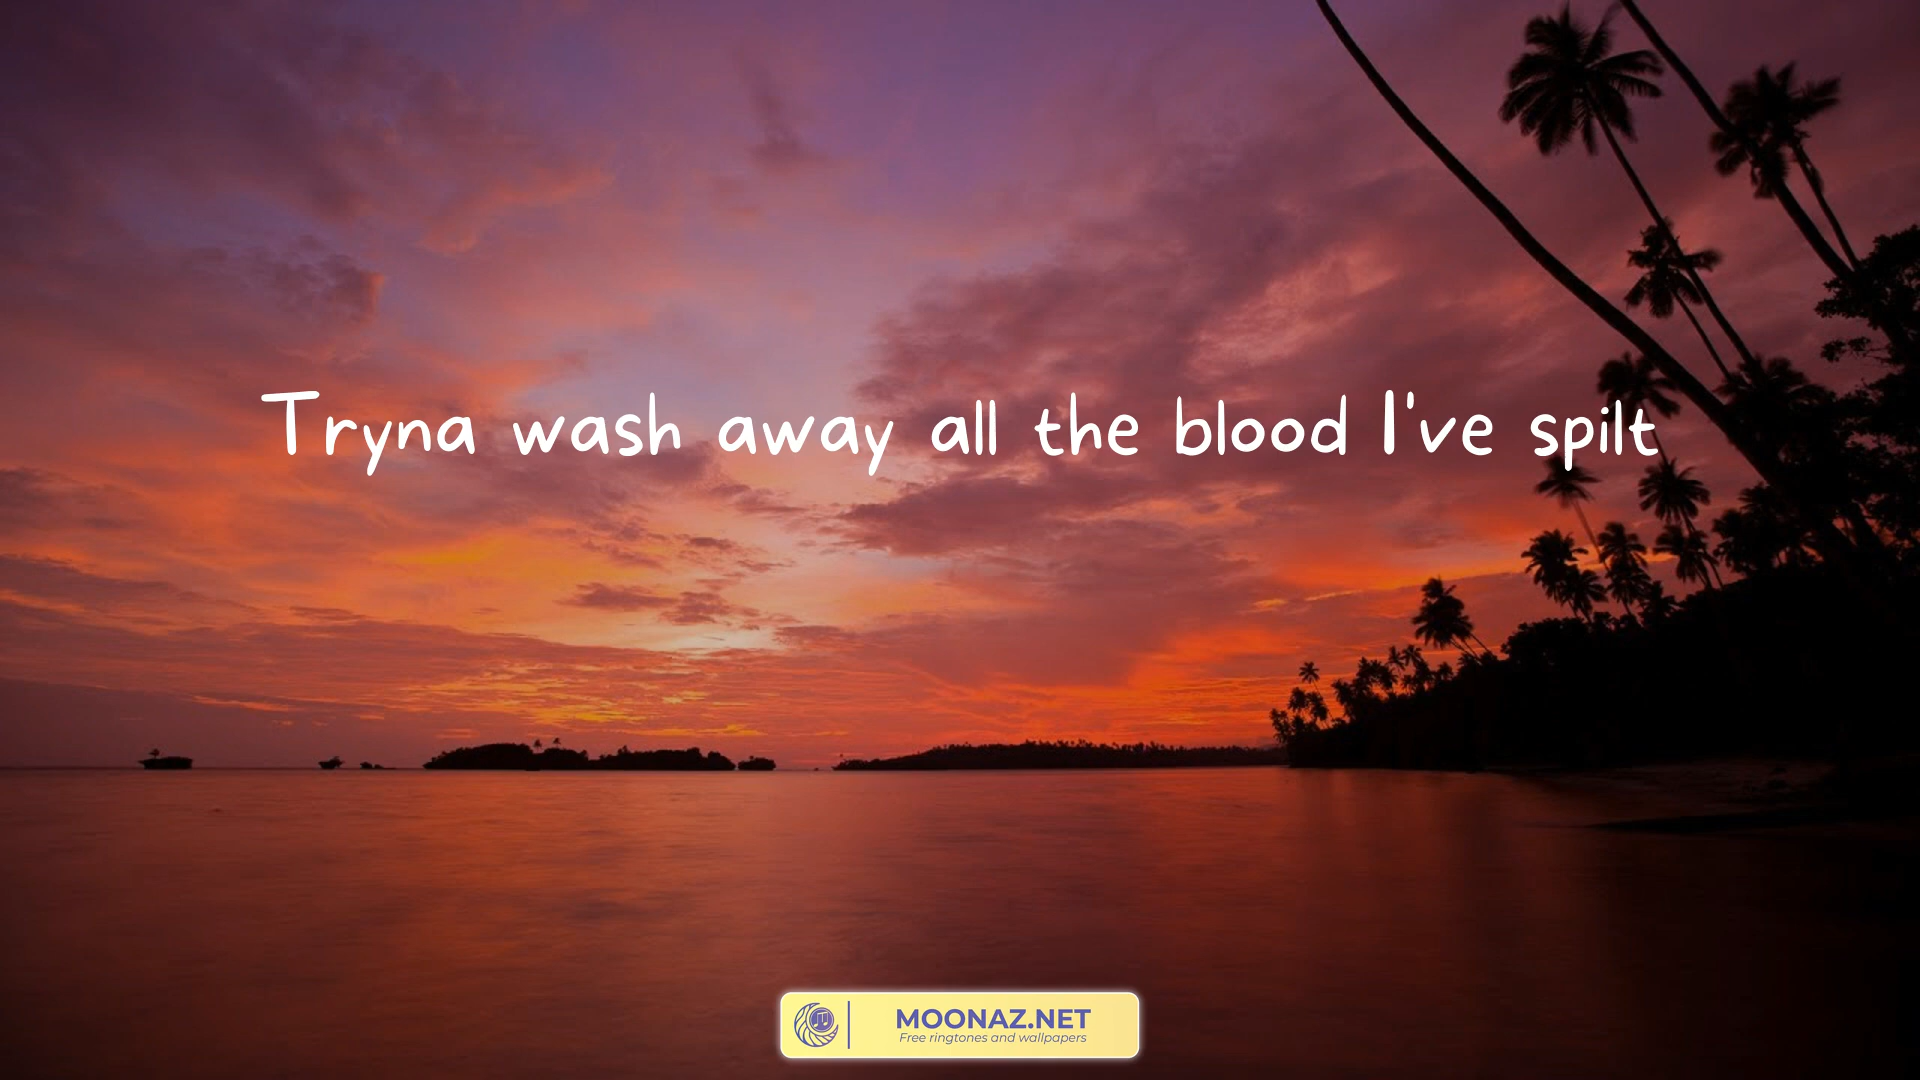 Tryna wash away all the blood I've spilt
MOONAZ.NET
Free ringtones and wallpapers